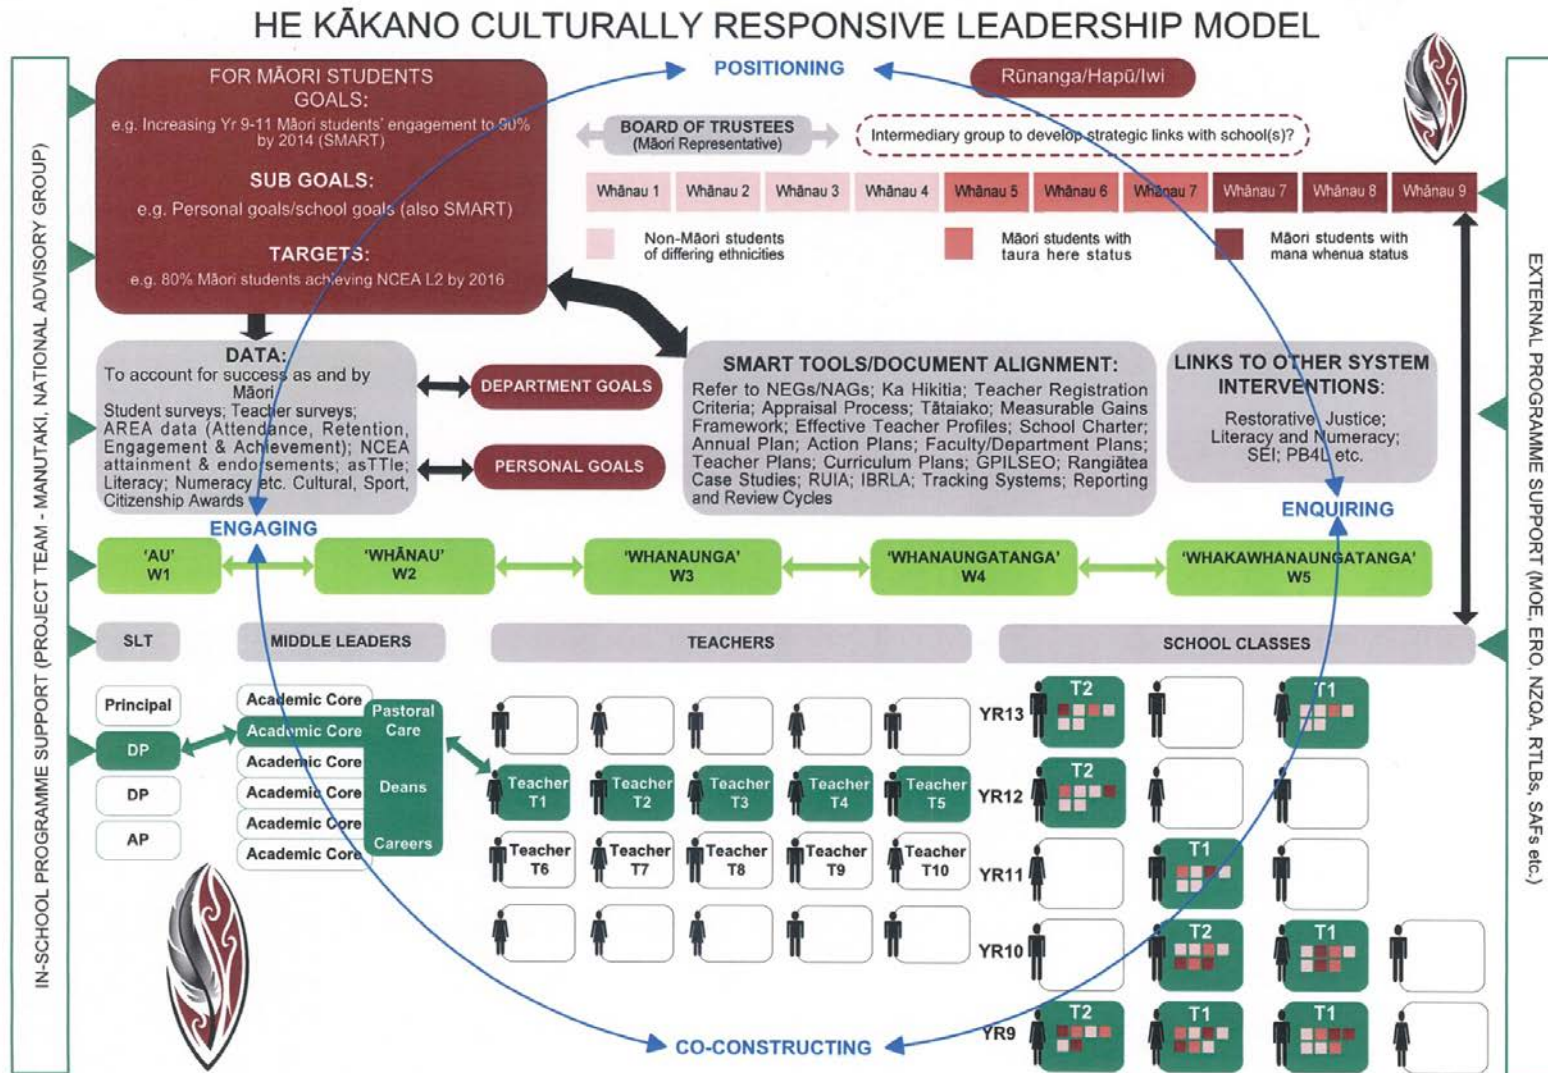 HE KĀKANO CULTURALLY RESPONSIVE LEADERSHIP MODEL
IN-SCHOOL PROGRAMME SUPPORT (PROJECT TEAM - MANUTAKI, NATIONAL ADVISORY GROUP)
FOR MĀORI STUDENTS
GOALS:
e.g. Increasing Yr 9-11 Māori students' engagement to 90%
by 2014 (SMART)
SUB GOALS:
e.g. Personal goals/school goals (also SMART)
TARGETS:
e.g. 80% Māori students achieving NCEA L2 by 2016
POSITIONING
Rūnanga/Hapū/Iwi
BOARD OF TRUSTEES
(Māori Representative)
Intermediary group to develop strategic links with school(s)?
Whānau 1
Whānau 2
Whānau 3
Whānau 4
Whānau 5
Whānau 6
Whānau 7
Whānau 7
Whānau 8
Whānau 9
Non-Māori students
of differing ethnicities
Māori students with
taura here status
Māori students with
mana whenua status
DATA:
To account for success as and by
Māori
Student surveys; Teacher surveys;
AREA data (Attendance, Retention,
Engagement & Achievement); NCEA
attainment & endorsements; asTTle;
Literacy; Numeracy etc. Cultural, Sport,
Citizenship Awards
DEPARTMENT GOALS
PERSONAL GOALS
SMART TOOLS/DOCUMENT ALIGNMENT:
Refer to NEGs/NAGs; Ka Hikitia; Teacher Registration
Criteria; Appraisal Process; Tātaiako; Measurable Gains
Framework; Effective Teacher Profiles; School Charter;
Annual Plan; Action Plans; Faculty/Department Plans;
Teacher Plans; Curriculum Plans; GPILSEO; Rangiātea
Case Studies; RUIA; IBRLA; Tracking Systems; Reporting
and Review Cycles
LINKS TO OTHER SYSTEM
INTERVENTIONS:
Restorative Justice;
Literacy and Numeracy;
SEI; PB4L etc.
ENGAGING
ENQUIRING
'AU'
W1
'WHĀNAU'
W2
'WHANAUNGA'
W3
'WHANAUNGATANGA'
W4
'WHAKAWHANAUNGATANGA'
W5
SLT
MIDDLE LEADERS
TEACHERS
SCHOOL CLASSES
Principal
DP
DP
AP
Academic Core
Academic Core
Academic Core
Academic Core
Academic Core
Academic Core
Pastoral
Care
Deans
Careers
Teacher
T1
Teacher
T2
Teacher
T3
Teacher
T4
Teacher
T5
Teacher
T6
Teacher
T7
Teacher
T8
Teacher
T9
Teacher
T10
YR13
T2
T1
YR12
T2
YR11
T1
YR10
T2
T1
YR9
T2
T1
T1
CO-CONSTRUCTING
EXTERNAL PROGRAMME SUPPORT (MOE, ERO, NZQA, RTLBs, SAFs etc.)